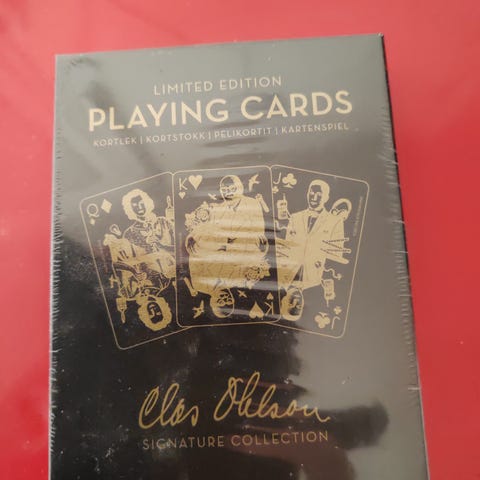 LIMITED EDITION
PLAYING CARDS
KORTLEK | KORTSTOKK | PELIKORTIT | KARTENSPIEL
Q K J
Clas Ohlson
SIGNATURE COLLECTION